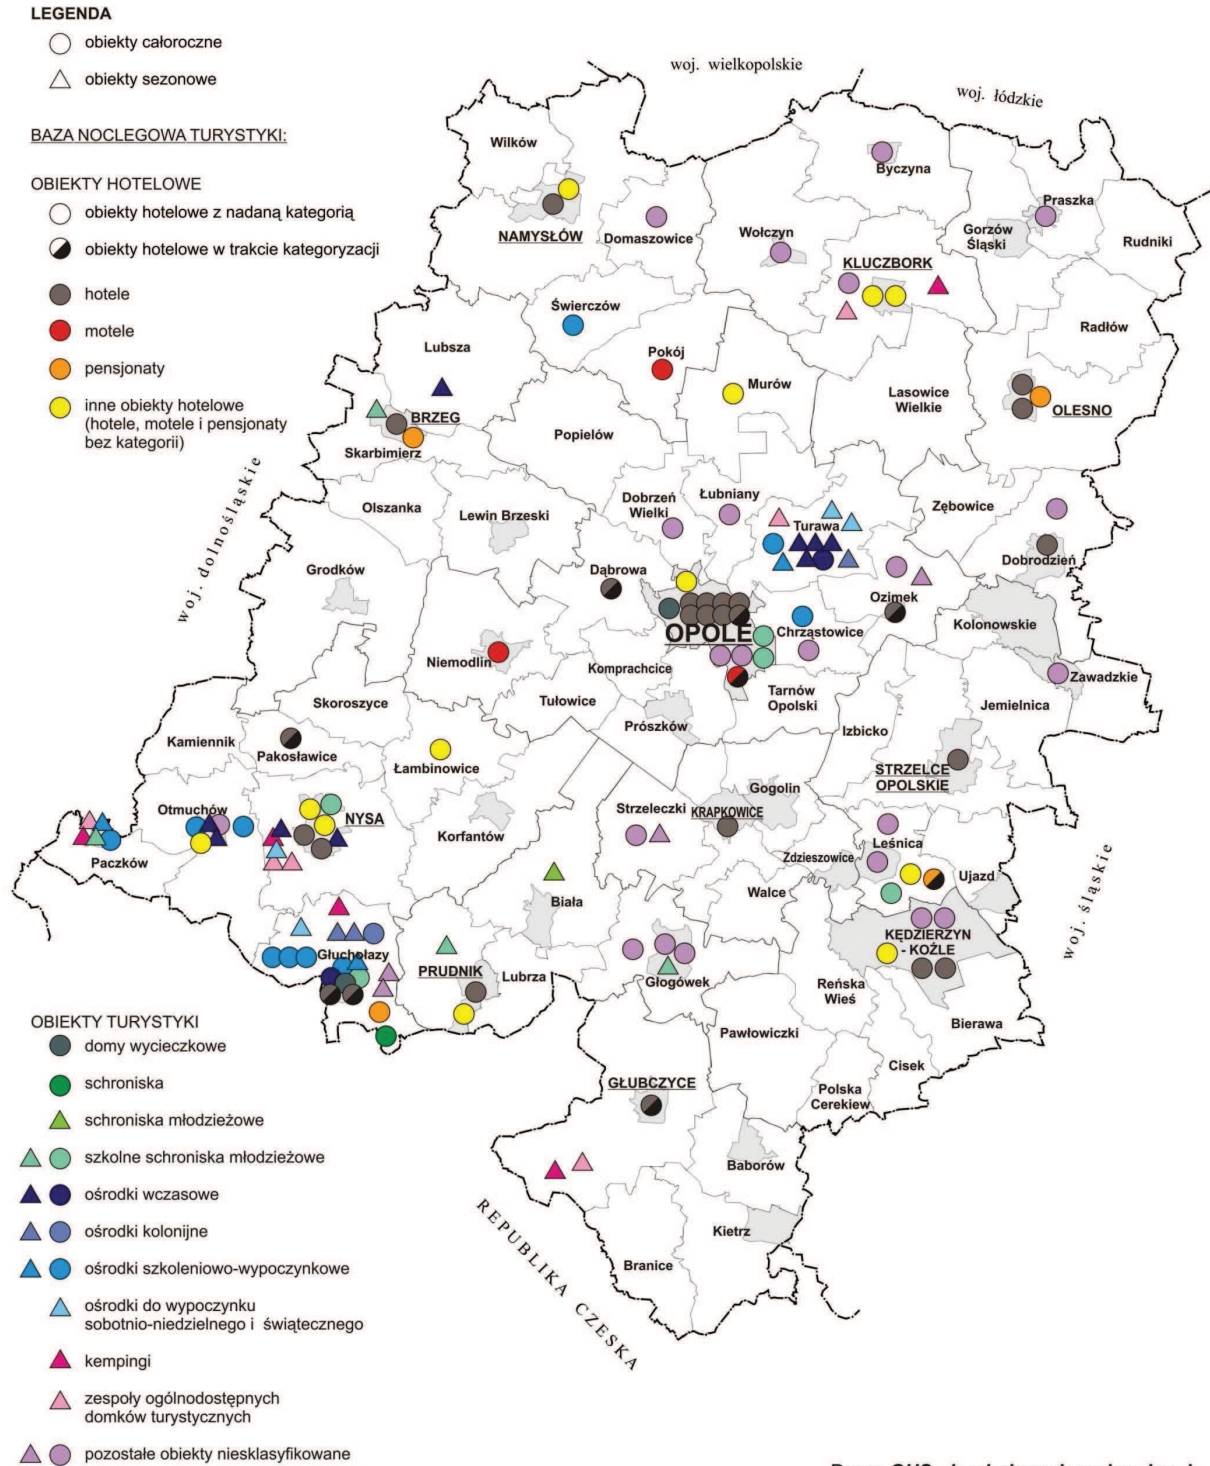 LEGENDA
obiekty całoroczne
obiekty sezonowe
BAZA NOCLEGOWA TURYSTYKI:
OBIEKTY HOTELOWE
obiekty hotelowe z nadaną kategorią
obiekty hotelowe w trakcie kategoryzacji
hotele
motele
pensjonaty
inne obiekty hotelowe
(hotele, motele i pensjonaty
bez kategorii)
woj. wielkopolskie
woj. łódzkie
Wilków
Byczyna
Praszka
NAMYSŁÓW
Domaszowice
Wołczyn
Gorzów
Śląski
Rudniki
KLUCZBORK
Świerczów
Radłów
Lubsza
Pokój
Murów
Lasowice
Wielkie
OLESNO
BRZEG
Popielów
Skarbimierz
woj. dolnośląskie
Olszanka
Lewin Brzeski
Dobrzeń
Wielki
Łubniany
Turawa
Zębowice
Dobrodzień
Grodków
Dąbrowa
Ozimek
OPOLE
Chrząstowice
Kolonowskie
Niemodlin
Komprachcice
Zawadzkie
Skoroszyce
Tułowice
Tarnów
Opolski
Jemielnica
Prószków
Izbicko
Kamiennik
Pakosławice
Łambinowice
STRZELCE
OPOLSKIE
Gogolin
Otmuchów
NYSA
Strzeleczki
KRAPKOWICE
Korfantów
Leśnica
Paczków
Zdzieszowice
Ujazd
woj. śląskie
Walce
Biała
KĘDZIERZYN
- KOŹLE
Głuchołazy
PRUDNIK
Lubrza
Głogówek
Reńska
Wieś
Bierawa
Pawłowiczki
Cisek
GŁUBCZYCE
Polska
Cerekiew
Baborów
Kietrz
Branice
REPUBLIKA CZESKA
OBIEKTY TURYSTYKI
domy wycieczkowe
schroniska
schroniska młodzieżowe
szkolne schroniska młodzieżowe
ośrodki wczasowe
ośrodki kolonijne
ośrodki szkoleniowo-wypoczynkowe
ośrodki do wypoczynku
sobotnio-niedzielnego i świątecznego
kempingi
zespoły ogólnodostępnych
domków turystycznych
pozostałe obiekty niesklasyfikowane